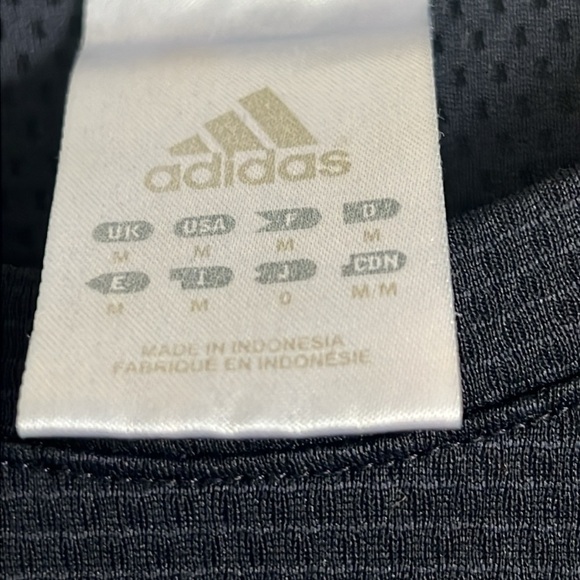 adidas
UK USA F D
M M M M
E I J CDN
M M O M/M
MADE IN INDONESIA
FABRIQUÉ EN INDONÉSIE